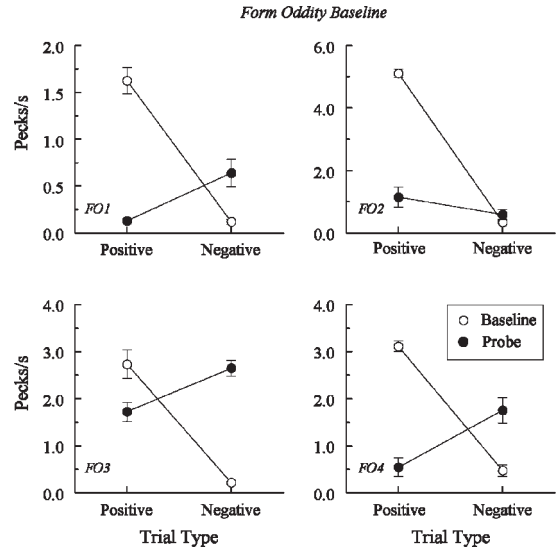 Form Oddity Baseline
Pecks/s
2.0
1.5
1.0
0.5
0.0
FO1
Positive Negative
6.0
4.0
2.0
0.0
FO2
Positive Negative
Pecks/s
4.0
3.0
2.0
1.0
0.0
FO3
Positive Negative
Trial Type
4.0
3.0
2.0
1.0
0.0
Baseline
Probe
FO4
Positive Negative
Trial Type